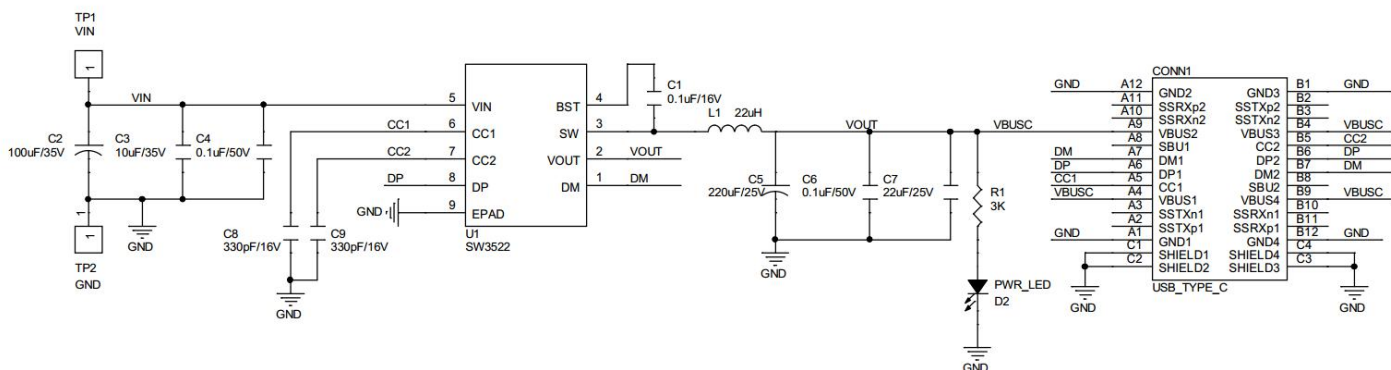 TP1
VIN
1
VIN
C2
100uF/35V
C3
10uF/35V
C4
0.1uF/50V
1
TP2
GND
GND
CC1
CC2
DP
GND
C8
330pF/16V
C9
330pF/16V
GND
5 VIN
6 CC1
7 CC2
8 DP
9 EPAD
BST 4
SW 3
VOUT 2
DM 1
U1
SW3522
C1
0.1uF/16V
L1 22uH
VOUT
DM
VOUT
VBUSC
C5
220uF/25V
C6
0.1uF/50V
C7
22uF/25V
GND
R1
3K
PWR_LED
D2
GND
CONN1
GND A12 GND2
A11 SSRXp2
A10 SSRXn2
A9 VBUS2
A8 SBU1
DM A7 DM1
DP A6 DP1
CC1 A5 CC1
VBUSC A4 VBUS1
A3 SSTXn1
A2 SSTXp1
GND A1 GND1
C1 SHIELD1
C2 SHIELD2
GND3 B1 GND
SSTXp2 B2
SSTXn2 B3
VBUS3 B4 VBUSC
CC2 B5 CC2
DP2 B6 DP
DM2 B7 DM
SBU2 B8
VBUS4 B9 VBUSC
SSRXn1 B10
SSRXp1 B11
GND4 B12 GND
SHIELD4 C4
SHIELD3 C3
USB_TYPE_C
GND
GND